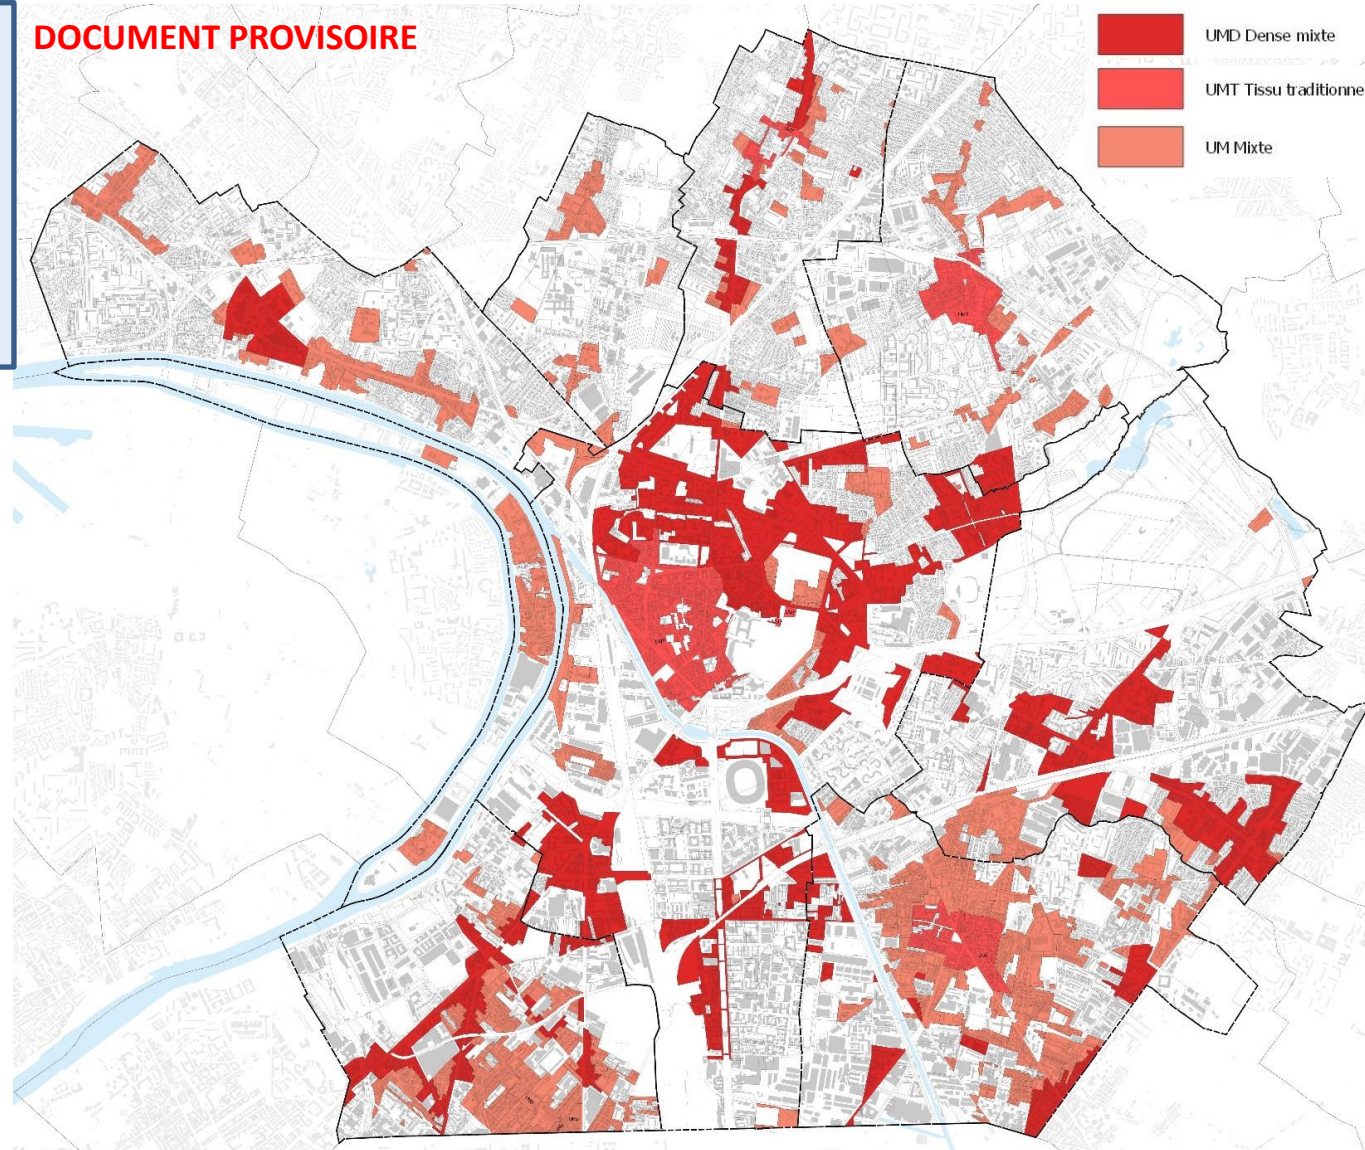 DOCUMENT PROVISOIRE
UMD Dense mixte
UMT Tissu traditionne
UM Mixte